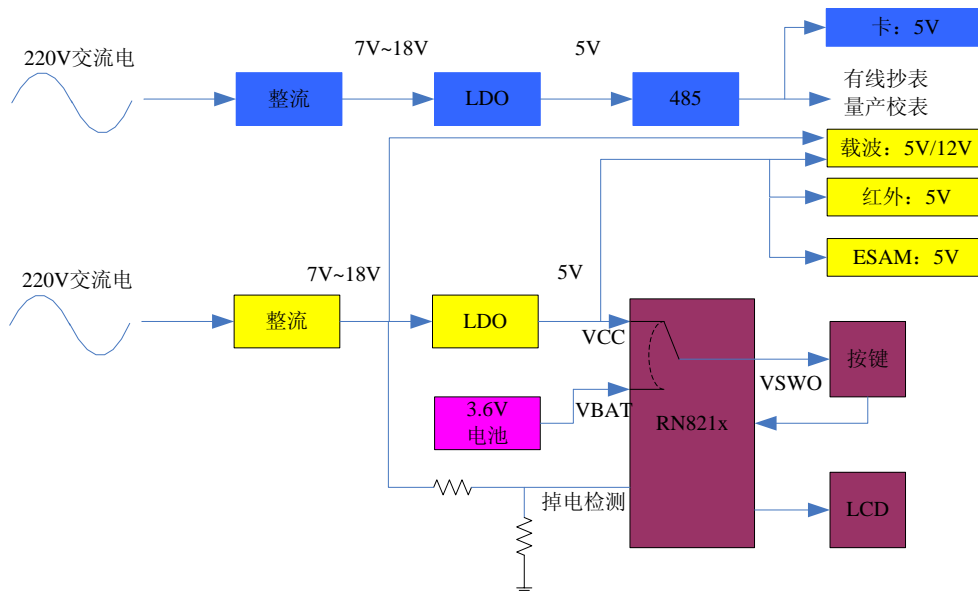 卡：5V
7V~18V
5V
220V交流电
整流
LDO
485
有线抄表
量产校表
载波：5V/12V
红外：5V
ESAM：5V
220V交流电
7V~18V
5V
整流
LDO
VCC
VSWO
按键
3.6V
电池
VBAT
RN821x
掉电检测
LCD